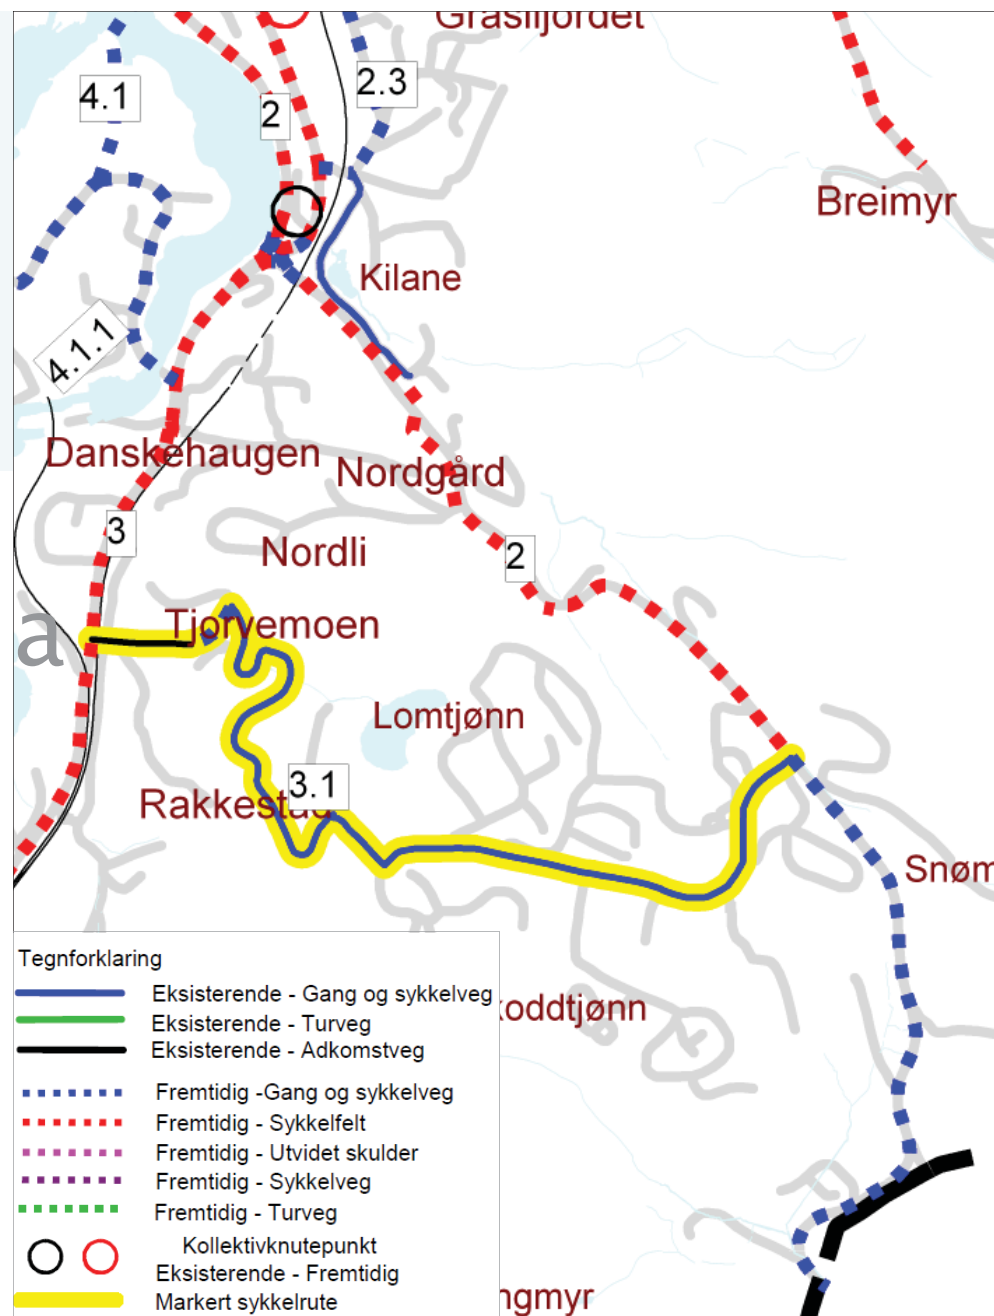 Grasljordet
4.1
2.3
2
Breimyr
Kilane
4.1.1
Danskehaugen
Nordgård
3
Nordli
2
Tjorvemoen
a
Lomtjønn
3.1
Rakkestad
Snøm
Tegnforklaring
Eksisterende - Gang og sykkelveg
Eksisterende - Turveg
Eksisterende - Adkomstveg
koddtjønn
Fremtidig -Gang og sykkelveg
Fremtidig - Sykkelfelt
Fremtidig - Utvidet skulder
Fremtidig - Sykkelveg
Fremtidig - Turveg
Kollektivknutepunkt
Eksisterende - Fremtidig
Markert sykkelrute
ngmyr